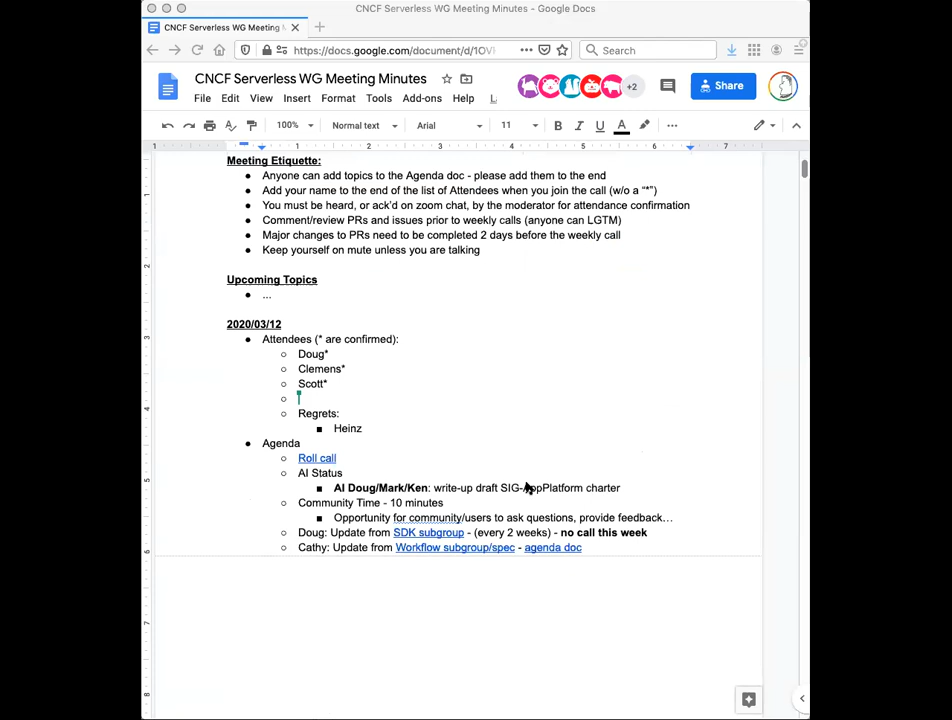 CNCF Serverless WG Meeting Minutes - Google Docs
CNCF Serverless WG Meeting
https://docs.google.com/document/d/1OVI
Search
CNCF Serverless WG Meeting Minutes
File Edit View Insert Format Tools Add-ons Help
+2
Share
100% Normal text Arial 11 B I U A
1 1 2 3 4 5 6 7
Meeting Etiquette:
● Anyone can add topics to the Agenda doc - please add them to the end
● Add your name to the end of the list of Attendees when you join the call (w/o a “*”)
● You must be heard, or ack’d on zoom chat, by the moderator for attendance confirmation
● Comment/review PRs and issues prior to weekly calls (anyone can LGTM)
● Major changes to PRs need to be completed 2 days before the weekly call
● Keep yourself on mute unless you are talking
Upcoming Topics
● ...
2020/03/12
● Attendees (* are confirmed):
○ Doug*
○ Clemens*
○ Scott*
○ Regrets:
■ Heinz
● Agenda
○ Roll call
○ AI Status
■ AI Doug/Mark/Ken: write-up draft SIG-AppPlatform charter
○ Community Time - 10 minutes
■ Opportunity for community/users to ask questions, provide feedback…
○ Doug: Update from SDK subgroup - (every 2 weeks) - no call this week
○ Cathy: Update from Workflow subgroup/spec - agenda doc